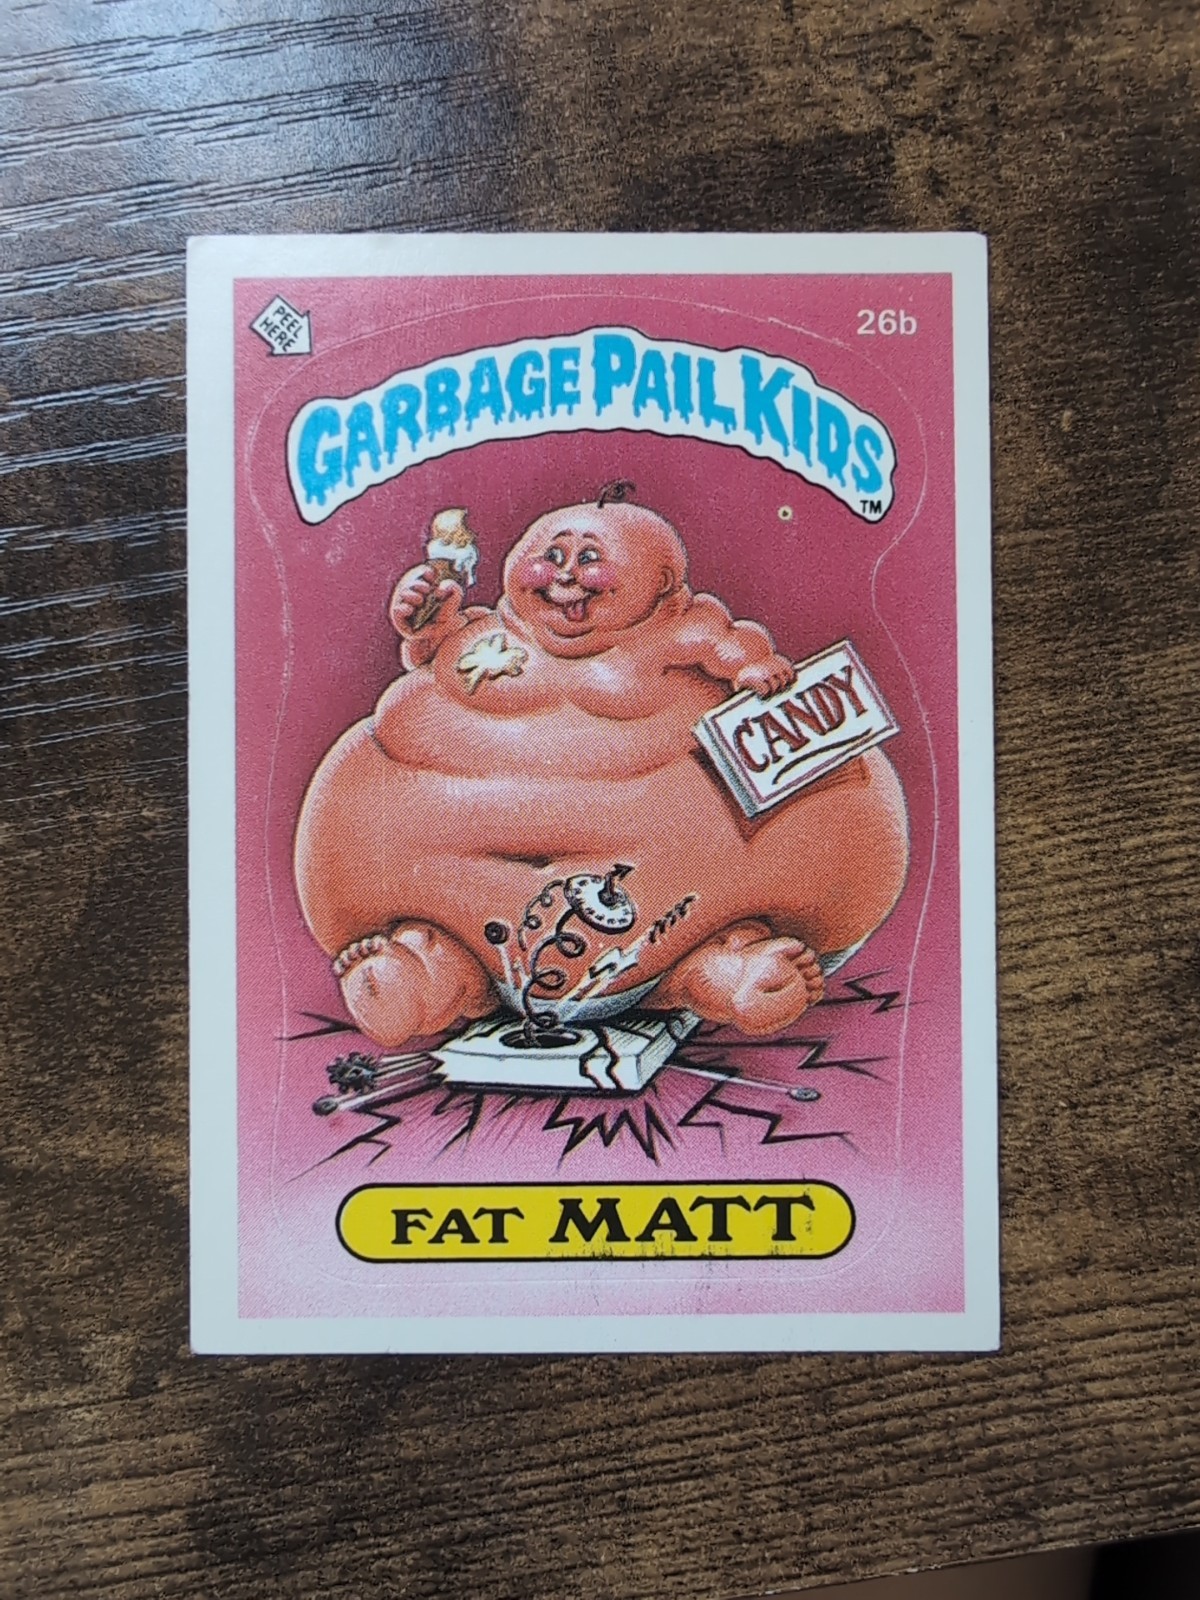 PEEL
HERE
26b
GARBAGE PAIL KIDS
TM
CANDY
FAT MATT